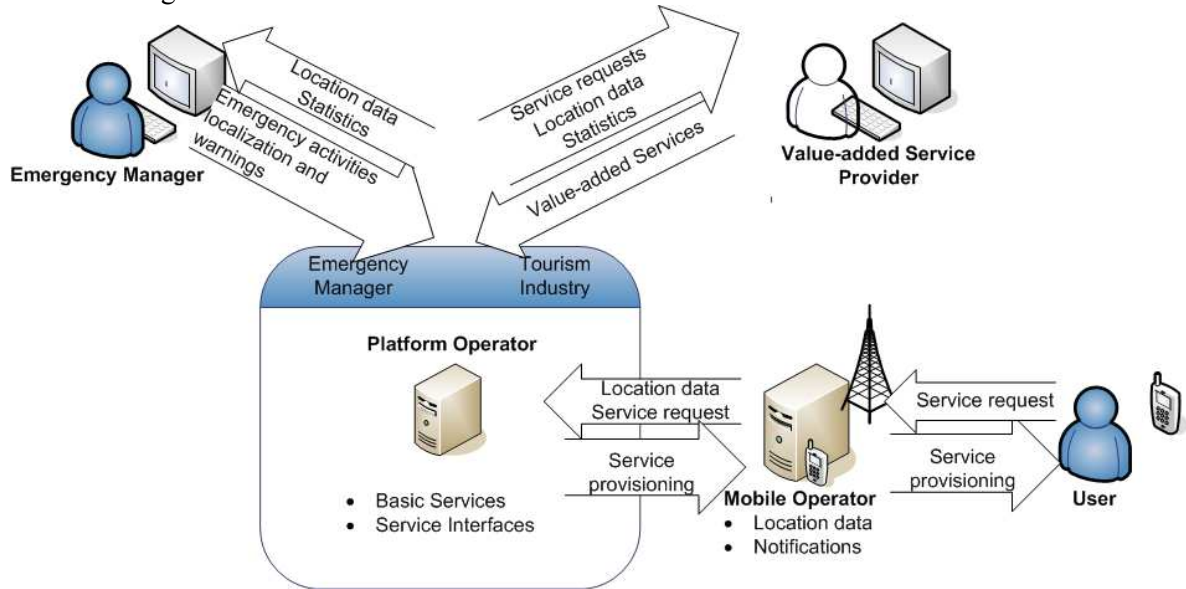 Location data
Statistics
Emergency activities
localization and
warnings
Emergency Manager
Service requests
Location data
Statistics
Value-added Services
Value-added Service
Provider
Emergency
Manager
Tourism
Industry
Platform Operator
• Basic Services
• Service Interfaces
Location data
Service request
Service
provisioning
Mobile Operator
• Location data
• Notifications
Service request
Service
provisioning
User